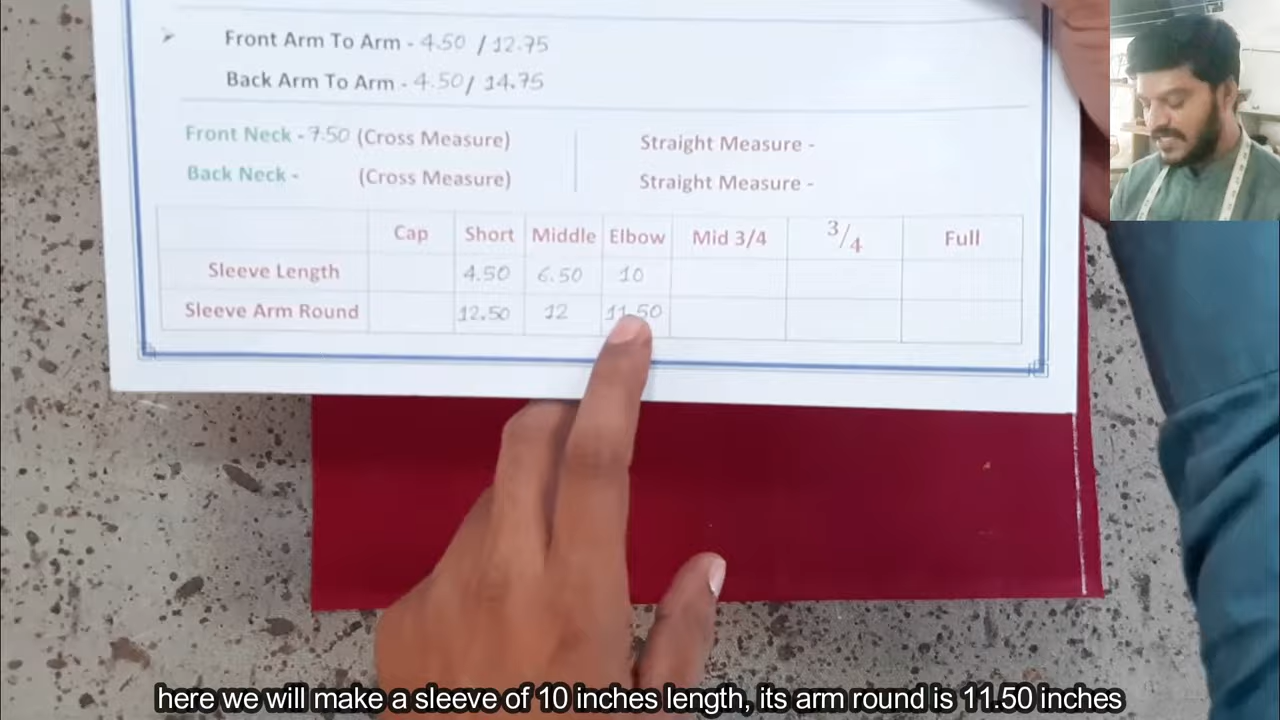 Front Arm To Arm - 4.50 / 12.75
Back Arm To Arm - 4.50/ 14.75
Front Neck - 7.50 (Cross Measure) Straight Measure -
Back Neck - (Cross Measure) Straight Measure -
Cap Short Middle Elbow Mid 3/4 3/4 Full
Sleeve Length 4.50 6.50 10
Sleeve Arm Round 12.50 12 11.50
here we will make a sleeve of 10 inches length, its arm round is 11.50 inches